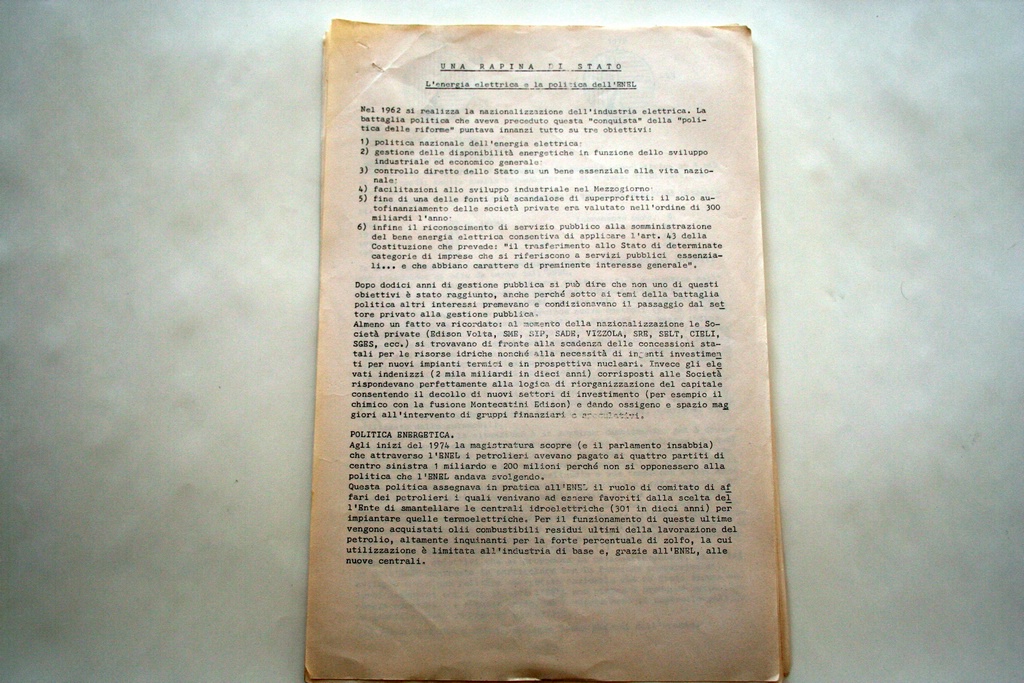 UNA RAPINA DI STATO
L'energia elettrica e la politica dell'ENEL
Nel 1962 si realizza la nazionalizzazione dell'industria elettrica. La
battaglia politica che aveva preceduto questa "conquista" della "poli-
tica delle riforme" puntava innanzi tutto su tre obiettivi:
1) politica nazionale dell'energia elettrica;
2) gestione delle disponibilità energetiche in funzione dello sviluppo
industriale ed economico generale;
3) controllo diretto dello Stato su un bene essenziale alla vita nazio-
nale;
4) facilitazioni allo sviluppo industriale nel Mezzogiorno;
5) fine di una delle fonti più scandalose di superprofitti: il solo au-
tofinanziamento delle società private era valutato nell'ordine di 300
miliardi l'anno;
6) infine il riconoscimento di servizio pubblico alla somministrazione
del bene energia elettrica consentiva di applicare l'art. 43 della
Costituzione che prevede: "il trasferimento allo Stato di determinate
categorie di imprese che si riferiscono a servizi pubblici essenzia-
li... e che abbiano carattere di preminente interesse generale".
Dopo dodici anni di gestione pubblica si può dire che non uno di questi
obiettivi è stato raggiunto, anche perché sotto ai temi della battaglia
politica altri interessi premevano e condizionavano il passaggio dal set
tore privato alla gestione pubblica.
Almeno un fatto va ricordato: al momento della nazionalizzazione le So-
cietà private (Edison Volta, SME, SIP, SADE, VIZZOLA, SRE, SELT, CIELI,
SGES, ecc.) si trovavano di fronte alla scadenza delle concessioni sta-
tali per le risorse idriche nonché alla necessità di ingenti investimen
ti per nuovi impianti termici e in prospettiva nucleari. Invece gli ele
vati indenizzi (2 mila miliardi in dieci anni) corrisposti alle Società
rispondevano perfettamente alla logica di riorganizzazione del capitale
consentendo il decollo di nuovi settori di investimento (per esempio il
chimico con la fusione Montecatini Edison) e dando ossigeno e spazio mag
giori all'intervento di gruppi finanziari e speculativi.
POLITICA ENERGETICA.
Agli inizi del 1974 la magistratura scopre (e il parlamento insabbia)
che attraverso l'ENEL i petrolieri avevano pagato ai quattro partiti di
centro sinistra 1 miliardo e 200 milioni perché non si opponessero alla
politica che l'ENEL andava svolgendo.
Questa politica assegnava in pratica all'ENEL il ruolo di comitato di af
fari dei petrolieri i quali venivano ad essere favoriti dalla scelta del
l'Ente di smantellare le centrali idroelettriche (301 in dieci anni) per
impiantare quelle termoelettriche. Per il funzionamento di queste ultime
vengono acquistati olii combustibili residui ultimi della lavorazione del
petrolio, altamente inquinanti per la forte percentuale di zolfo, la cui
utilizzazione è limitata all'industria di base e, grazie all'ENEL, alle
nuove centrali.